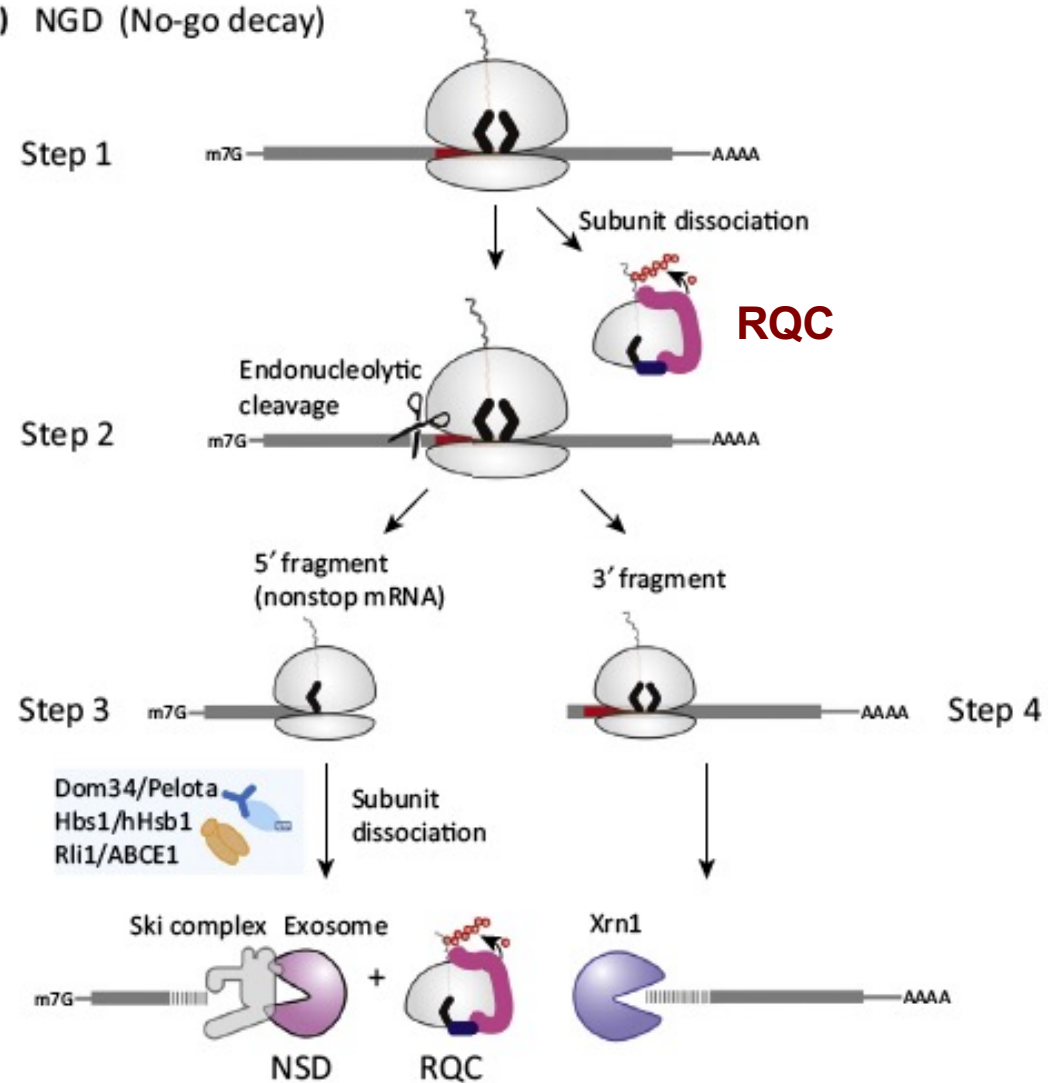 ) NGD (No-go decay)
Step 1
m7G
AAAA
Subunit dissociation
RQC
Endonucleolytic
cleavage
Step 2
m7G
AAAA
5′ fragment
(nonstop mRNA)
3′ fragment
Step 3
m7G
AAAA
Step 4
Dom34/Pelota
Hbs1/hHsb1
Rli1/ABCE1
Subunit
dissociation
Ski complex Exosome
Xrn1
m7G
+
AAAA
NSD
RQC